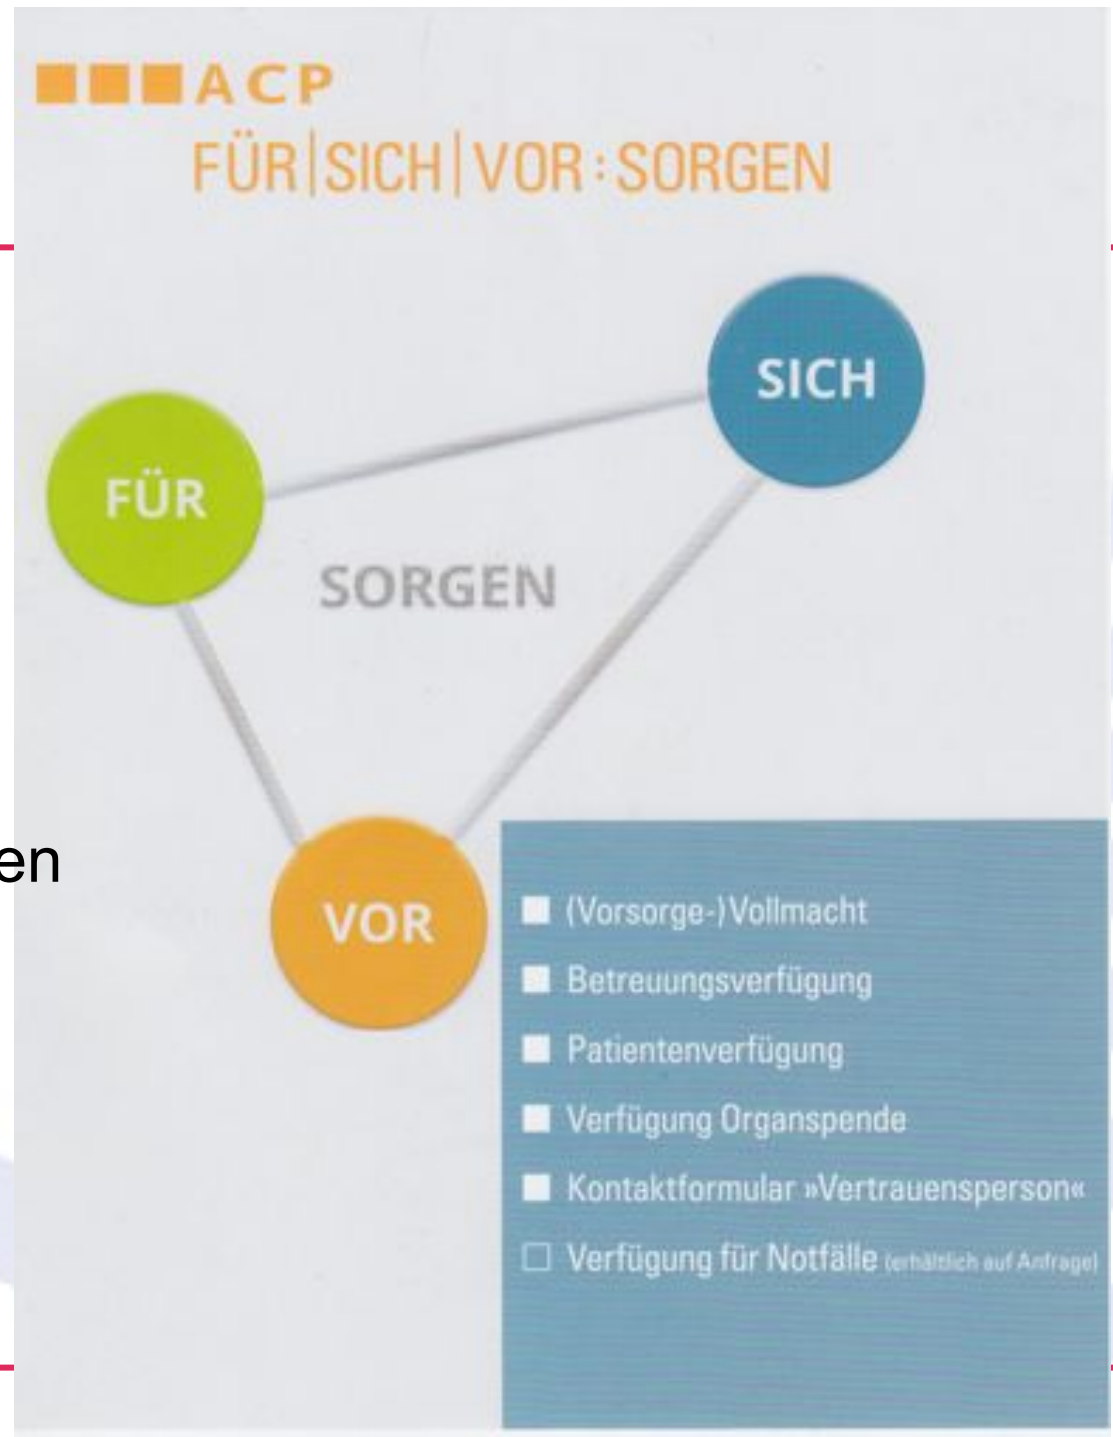 ACP
FÜR|SICH|VOR:SORGEN
SICH
FÜR
SORGEN
en
VOR
(Vorsorge-)Vollmacht
Betreuungsverfügung
Patientenverfügung
Verfügung Organspende
Kontaktformular »Vertrauensperson«
Verfügung für Notfälle (erhältlich auf Anfrage)